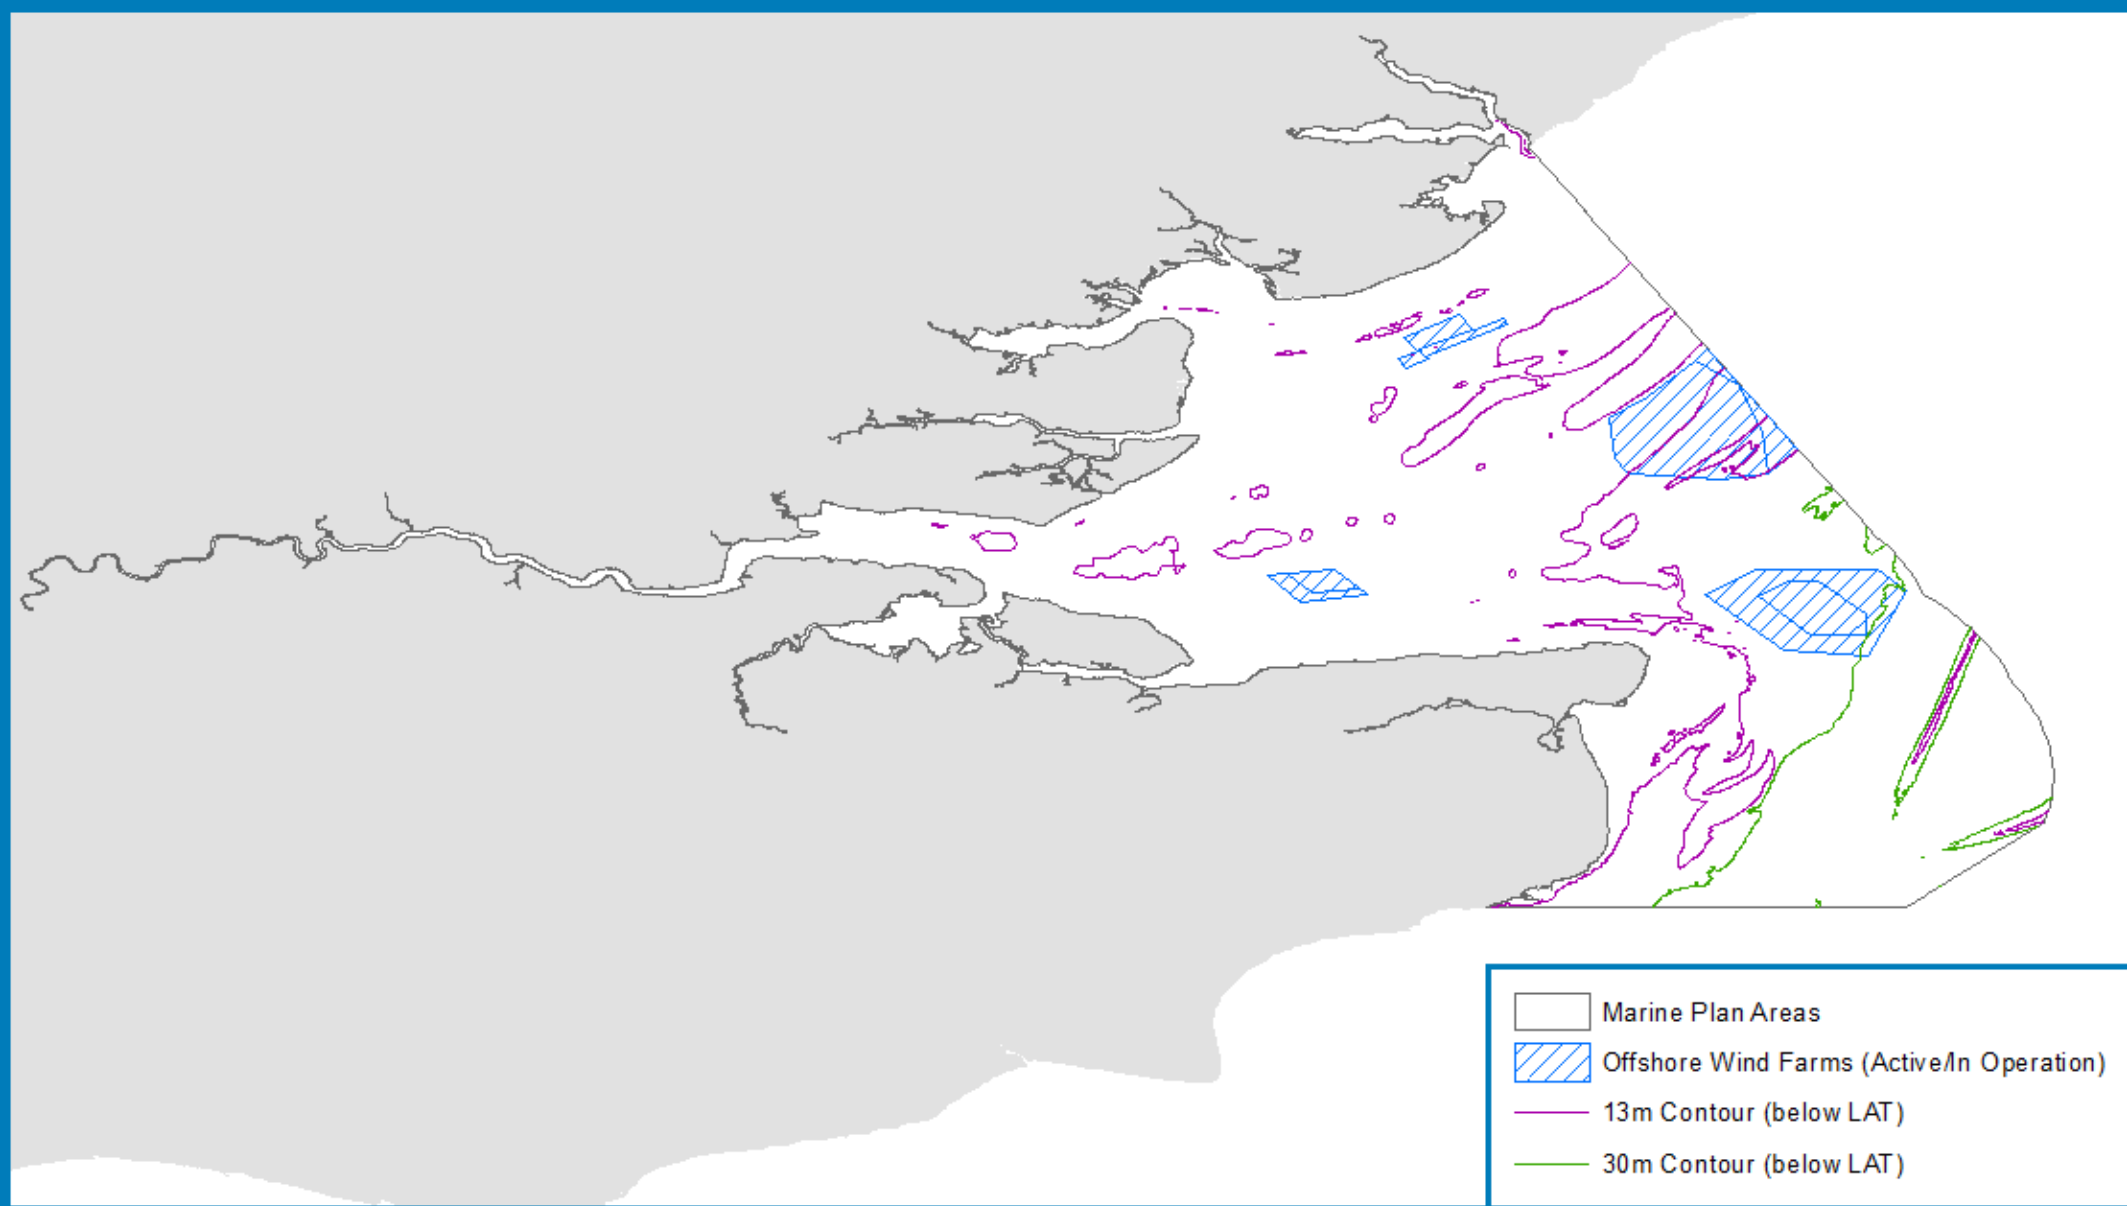 Marine Plan Areas
Offshore Wind Farms (Active/In Operation)
13m Contour (below LAT)
30m Contour (below LAT)